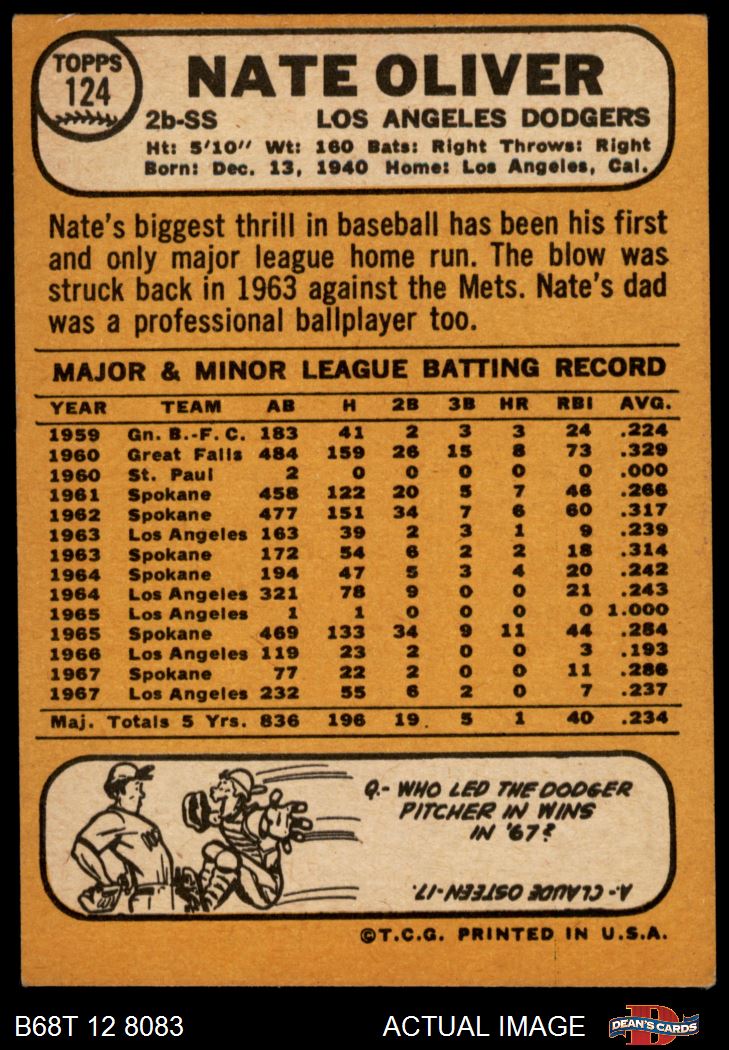 TOPPS
124
NATE OLIVER
2b-SS LOS ANGELES DODGERS
Ht: 5'10" Wt: 160 Bats: Right Throws: Right
Born: Dec. 13, 1940 Home: Los Angeles, Cal.
Nate's biggest thrill in baseball has been his first
and only major league home run. The blow was
struck back in 1963 against the Mets. Nate's dad
was a professional ballplayer too.
MAJOR & MINOR LEAGUE BATTING RECORD
YEAR TEAM AB H 2B 3B HR RBI AVG.
1959 Gn. B.-F.C. 183 41 2 3 3 24 .224
1960 Great Falls 484 159 26 15 8 73 .329
1960 St. Paul 2 0 0 0 0 0 .000
1961 Spokane 458 122 20 5 7 46 .266
1962 Spokane 477 151 34 7 6 60 .317
1963 Los Angeles 163 39 2 3 1 9 .239
1963 Spokane 172 54 6 2 2 18 .314
1964 Spokane 194 47 5 3 4 20 .242
1964 Los Angeles 321 78 9 0 0 21 .243
1965 Los Angeles 1 1 0 0 0 0 1.000
1965 Spokane 469 133 34 9 11 44 .284
1966 Los Angeles 119 23 2 0 0 3 .193
1967 Spokane 77 22 2 0 0 11 .286
1967 Los Angeles 232 55 6 2 0 7 .237
Maj. Totals 5 Yrs. 836 196 19 5 1 40 .234
Q.- WHO LED THE DODGER
PITCHER IN WINS
IN '67?
A.- CLAUDE OSTEEN-17.
©T.C.G. PRINTED IN U.S.A.
B68T 12 8083 ACTUAL IMAGE DEAN'S CARDS